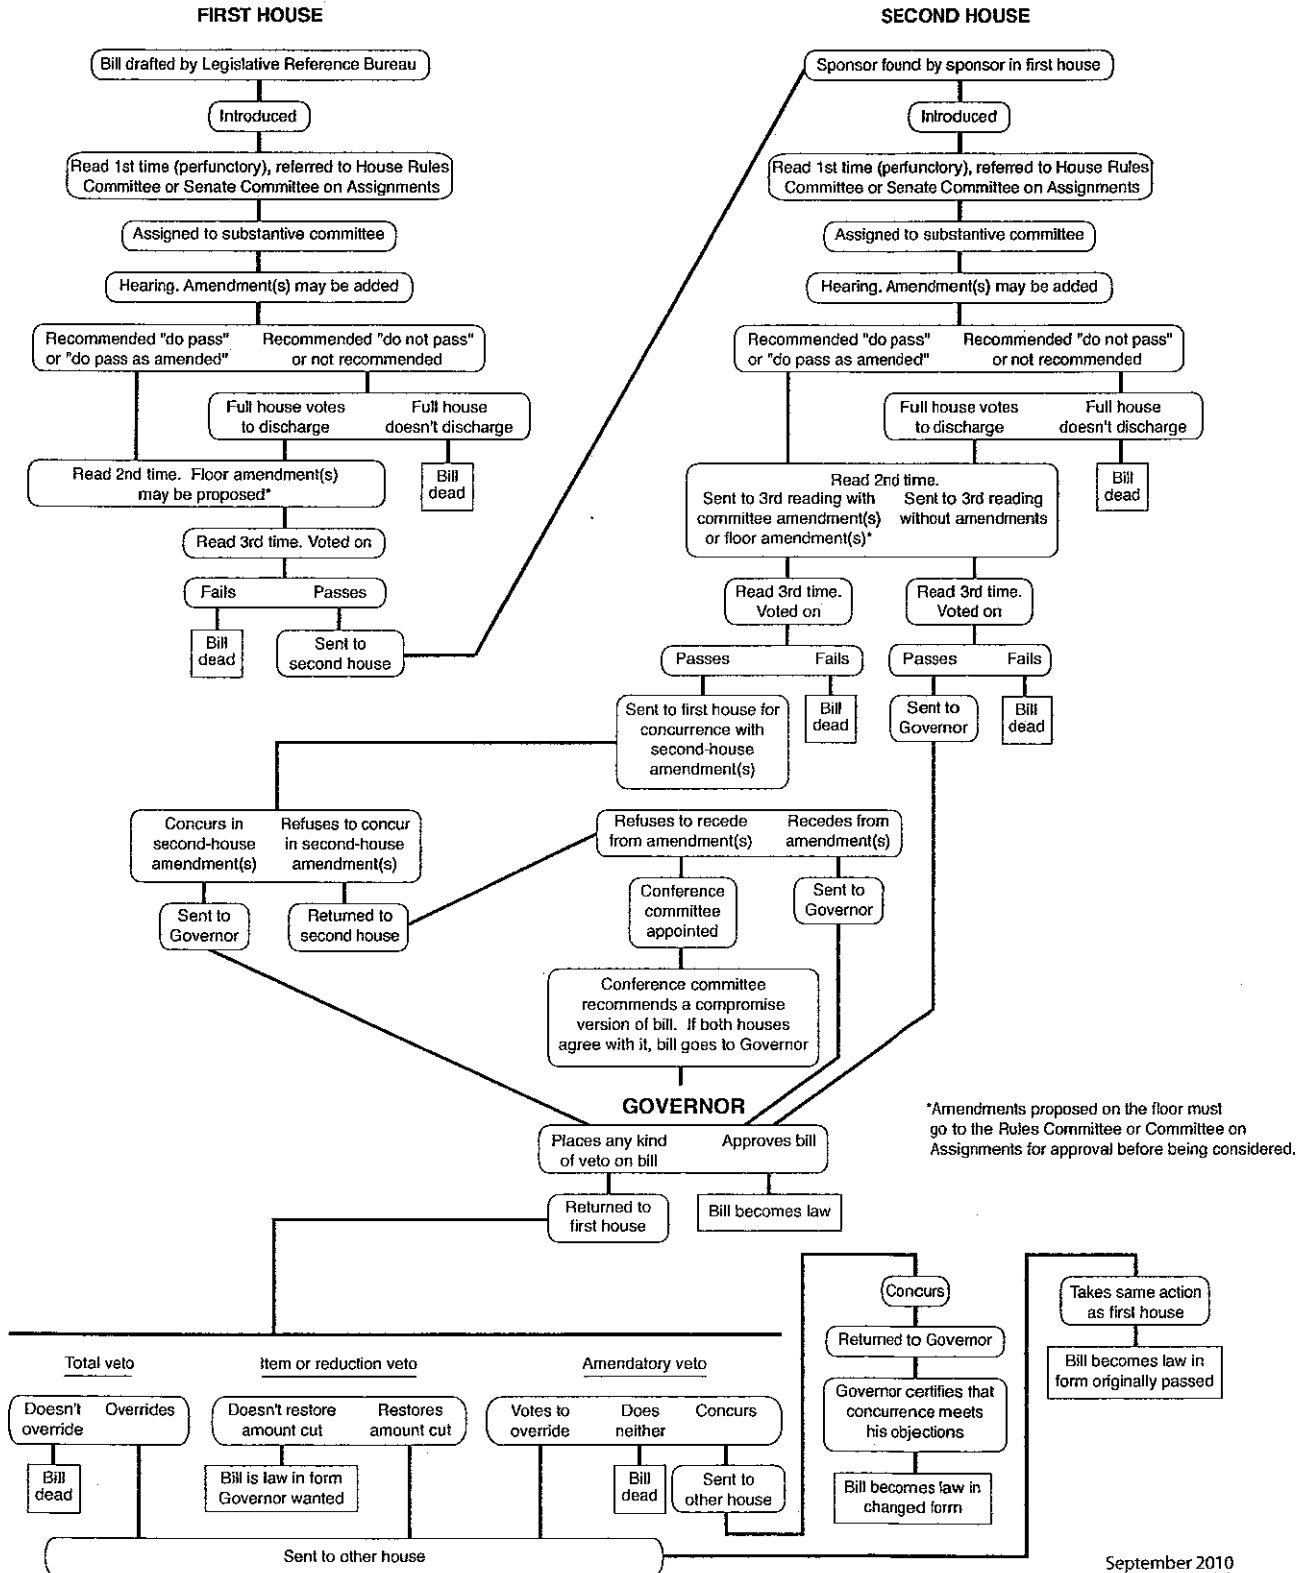 FIRST HOUSE
Bill drafted by Legislative Reference Bureau
Introduced
Read 1st time (perfunctory), referred to House Rules
Committee or Senate Committee on Assignments
Assigned to substantive committee
Hearing. Amendment(s) may be added
Recommended "do pass"
or "do pass as amended"
Recommended "do not pass"
or not recommended
Full house votes
to discharge
Full house
doesn't discharge
Bill
dead
Read 2nd time. Floor amendment(s)
may be proposed*
Read 3rd time. Voted on
Fails
Passes
Bill
dead
Sent to
second house
SECOND HOUSE
Sponsor found by sponsor in first house
Introduced
Read 1st time (perfunctory), referred to House Rules
Committee or Senate Committee on Assignments
Assigned to substantive committee
Hearing. Amendment(s) may be added
Recommended "do pass"
or "do pass as amended"
Recommended "do not pass"
or not recommended
Full house votes
to discharge
Full house
doesn't discharge
Bill
dead
Read 2nd time.
Sent to 3rd reading with
committee amendment(s)
or floor amendment(s)*
Sent to 3rd reading
without amendments
Read 3rd time.
Voted on
Read 3rd time.
Voted on
Passes
Fails
Passes
Fails
Sent to first house for
concurrence with
second-house
amendment(s)
Bill
dead
Sent to
Governor
Bill
dead
Concurs in
second-house
amendment(s)
Refuses to concur
in second-house
amendment(s)
Sent to
Governor
Returned to
second house
Refuses to recede
from amendment(s)
Recedes from
amendment(s)
Conference
committee
appointed
Sent to
Governor
Conference committee
recommends a compromise
version of bill. If both houses
agree with it, bill goes to Governor
GOVERNOR
Places any kind
of veto on bill
Approves bill
Returned to
first house
Bill becomes law
*Amendments proposed on the floor must
go to the Rules Committee or Committee on
Assignments for approval before being considered.
Total veto
Doesn't
override
Overrides
Bill
dead
Item or reduction veto
Doesn't restore
amount cut
Restores
amount cut
Bill is law in form
Governor wanted
Amendatory veto
Votes to
override
Does
neither
Concurs
Bill
dead
Sent to
other house
Sent to other house
Concurs
Returned to Governor
Governor certifies that
concurrence meets
his objections
Bill becomes law in
changed form
Takes same action
as first house
Bill becomes law in
form originally passed
September 2010